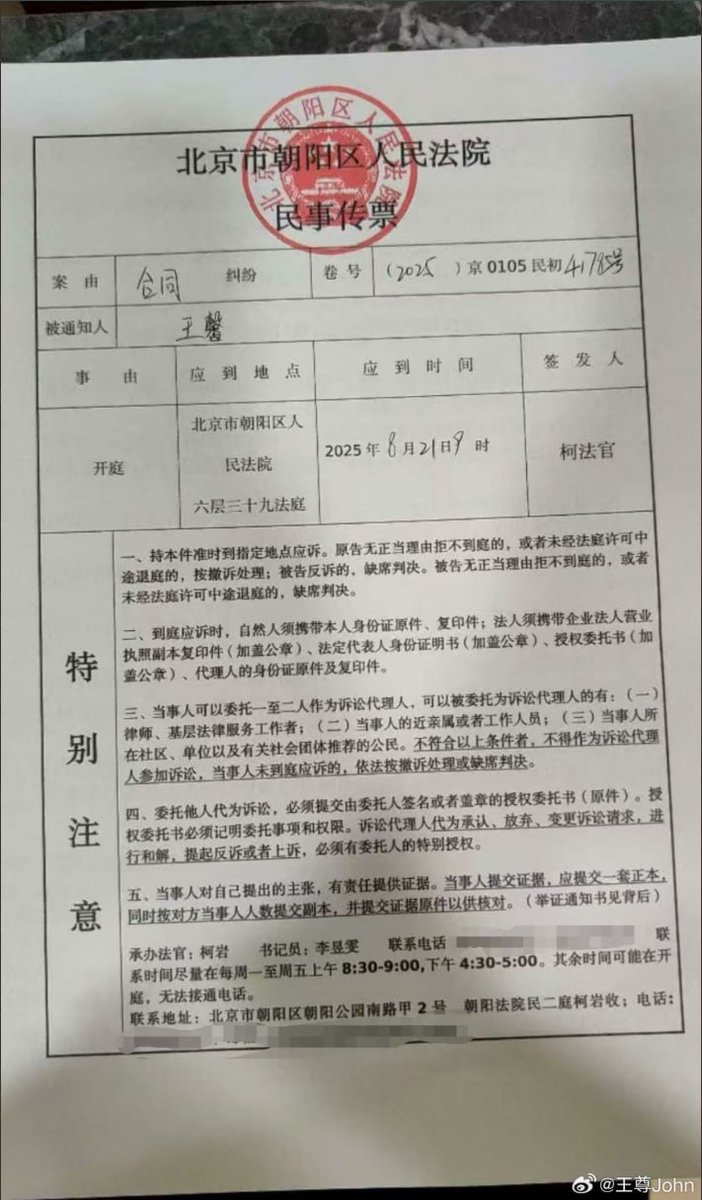 北京市朝阳区人民法院
北京市朝阳区人民法院
民事传票
案由 合同 纠纷 卷号 (2025)京0105民初41785号
被通知人 王馨
事由 应到地点 应到时间 签发人
开庭 北京市朝阳区人 2025年8月21日9时 柯法官
民法院
六层三十九法庭
特别注意
一、持本件准时到指定地点应诉。原告无正当理由拒不到庭的，或者未经法庭许可中
途退庭的，按撤诉处理；被告反诉的，缺席判决。被告无正当理由拒不到庭的，或者
未经法庭许可中途退庭的，缺席判决。
二、到庭应诉时，自然人须携带本人身份证原件、复印件；法人须携带企业法人营业
执照副本复印件（加盖公章）、法定代表人身份证明书（加盖公章）、授权委托书（加
盖公章）、代理人的身份证原件及复印件。
三、当事人可以委托一至二人作为诉讼代理人，可以被委托为诉讼代理人的有：（一）
律师、基层法律服务工作者；（二）当事人的近亲属或者工作人员；（三）当事人所
在社区、单位以及有关社会团体推荐的公民。不符合以上条件者，不得作为诉讼代理
人参加诉讼，当事人未到庭应诉的，依法按撤诉处理或缺席判决。
四、委托他人代为诉讼，必须提交由委托人签名或者盖章的授权委托书（原件）。授
权委托书必须记明委托事项和权限。诉讼代理人代为承认、放弃、变更诉讼请求，进
行和解，提起反诉或者上诉，必须有委托人的特别授权。
五、当事人对自己提出的主张，有责任提供证据。当事人提交证据，应提交一套正本，
同时按对方当事人人数提交副本，并提交证据原件以供核对。（举证通知书见背后）
承办法官：柯岩 书记员：李昱雯 联系电话 联
系时间尽量在每周一至周五上午8:30-9:00,下午4:30-5:00。其余时间可能在开
庭，无法接通电话。
联系地址：北京市朝阳区朝阳公园南路甲2号 朝阳法院民二庭柯岩收；电话：
@王尊John